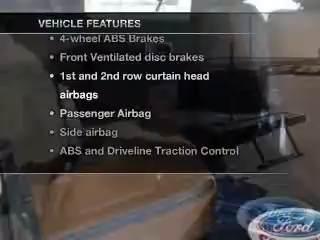 VEHICLE FEATURES
• 4-wheel ABS Brakes
• Front Ventilated disc brakes
• 1st and 2nd row curtain head
airbags
• Passenger Airbag
• Side airbag
• ABS and Driveline Traction Control
Ford